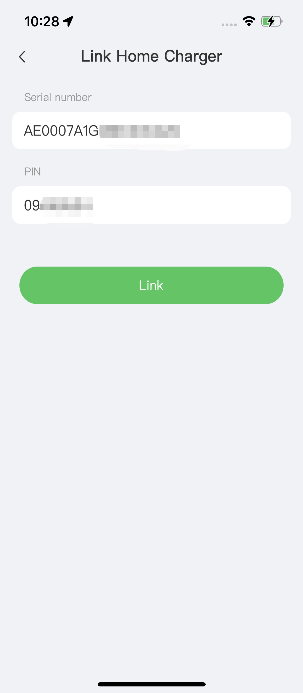 10:28
Link Home Charger
Serial number
AE0007A1G
PIN
09
Link